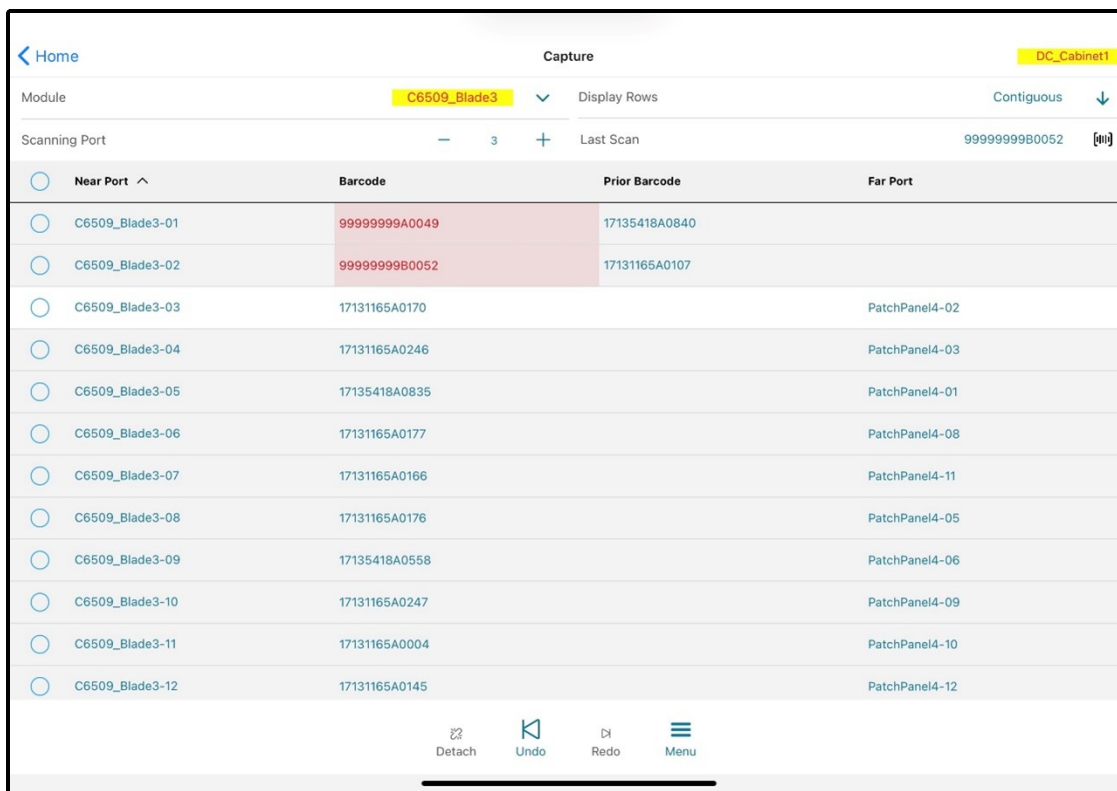 Home Capture DC_Cabinet1
Module C6509_Blade3 Display Rows Contiguous
Scanning Port 3 Last Scan 99999999B0052
Near Port Barcode Prior Barcode Far Port
C6509_Blade3-01 99999999A0049 17135418A0840
C6509_Blade3-02 99999999B0052 17131165A0107
C6509_Blade3-03 17131165A0170 PatchPanel4-02
C6509_Blade3-04 17131165A0246 PatchPanel4-03
C6509_Blade3-05 17135418A0835 PatchPanel4-01
C6509_Blade3-06 17131165A0177 PatchPanel4-08
C6509_Blade3-07 17131165A0166 PatchPanel4-11
C6509_Blade3-08 17131165A0176 PatchPanel4-05
C6509_Blade3-09 17135418A0558 PatchPanel4-06
C6509_Blade3-10 17131165A0247 PatchPanel4-09
C6509_Blade3-11 17131165A0004 PatchPanel4-10
C6509_Blade3-12 17131165A0145 PatchPanel4-12
Detach Undo Redo Menu